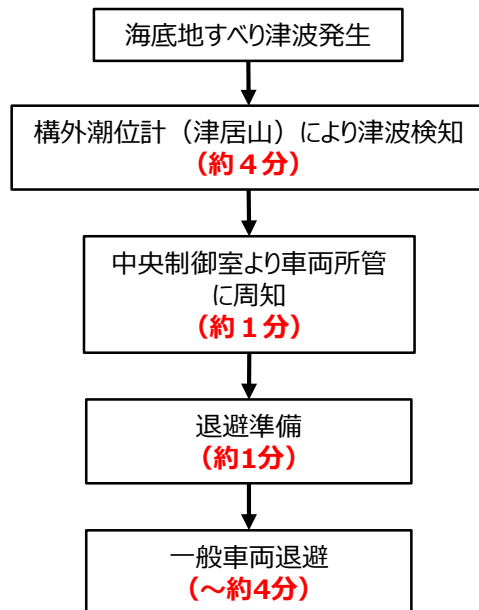 海底地すべり津波発生
構外潮位計（津居山）により津波検知
（約４分）
中央制御室より車両所管
に周知
（約１分）
退避準備
（約1分）
一般車両退避
（～約4分）